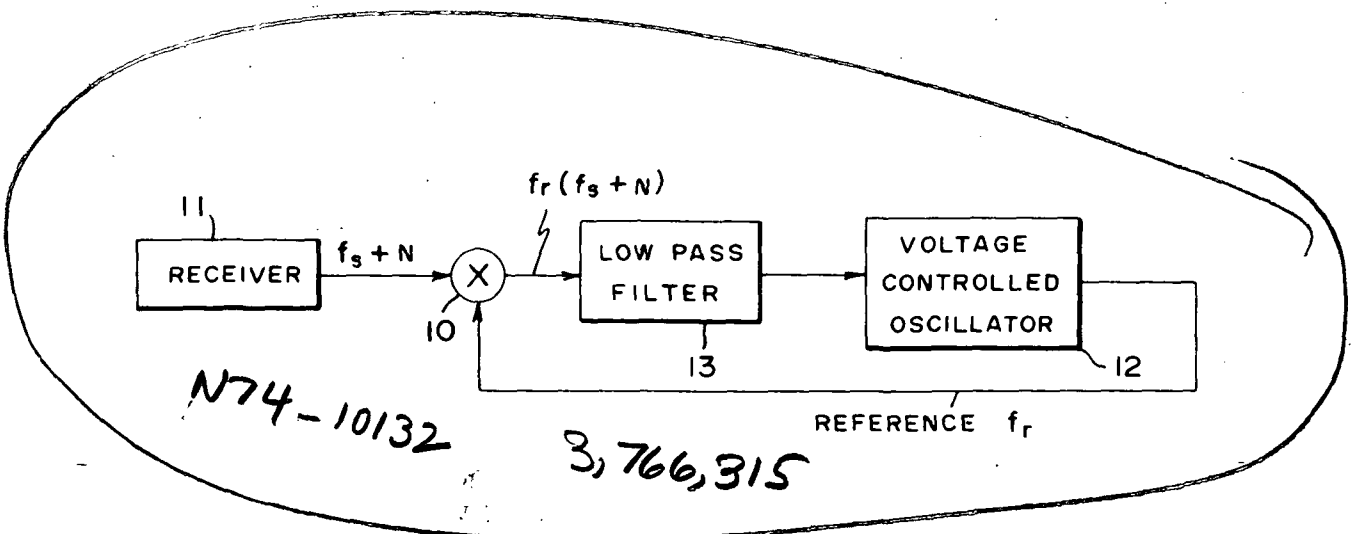 11
RECEIVER
fs + N
10
X
fr (fs + N)
LOW PASS
FILTER
13
VOLTAGE
CONTROLLED
OSCILLATOR
12
REFERENCE fr
N74-10132
3,766,315